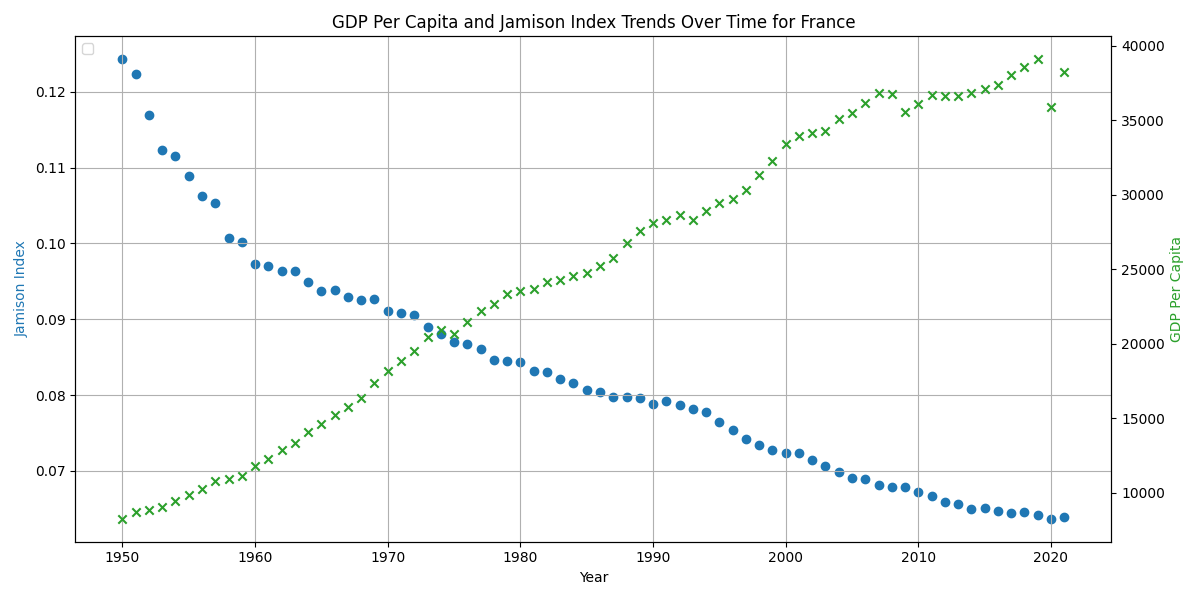 GDP Per Capita and Jamison Index Trends Over Time for France
Jamison Index
0.12
0.11
0.10
0.09
0.08
0.07
40000
35000
30000
25000
20000
15000
10000
GDP Per Capita
1950 1960 1970 1980 1990 2000 2010 2020
Year